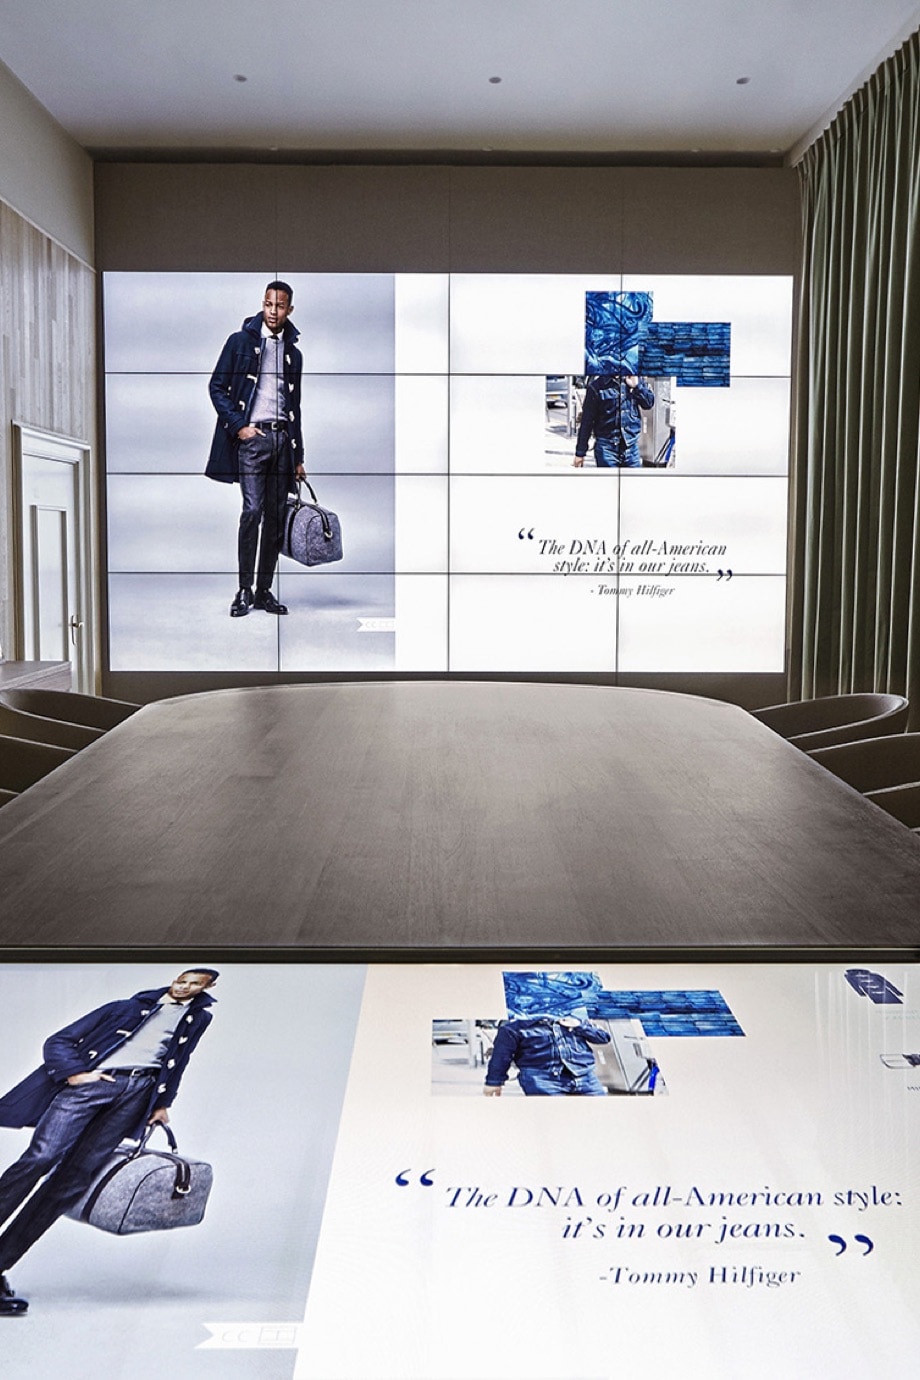 “The DNA of all-American
style: it's in our jeans.”
- Tommy Hilfiger
“The DNA of all-American style:
it's in our jeans.”
-Tommy Hilfiger